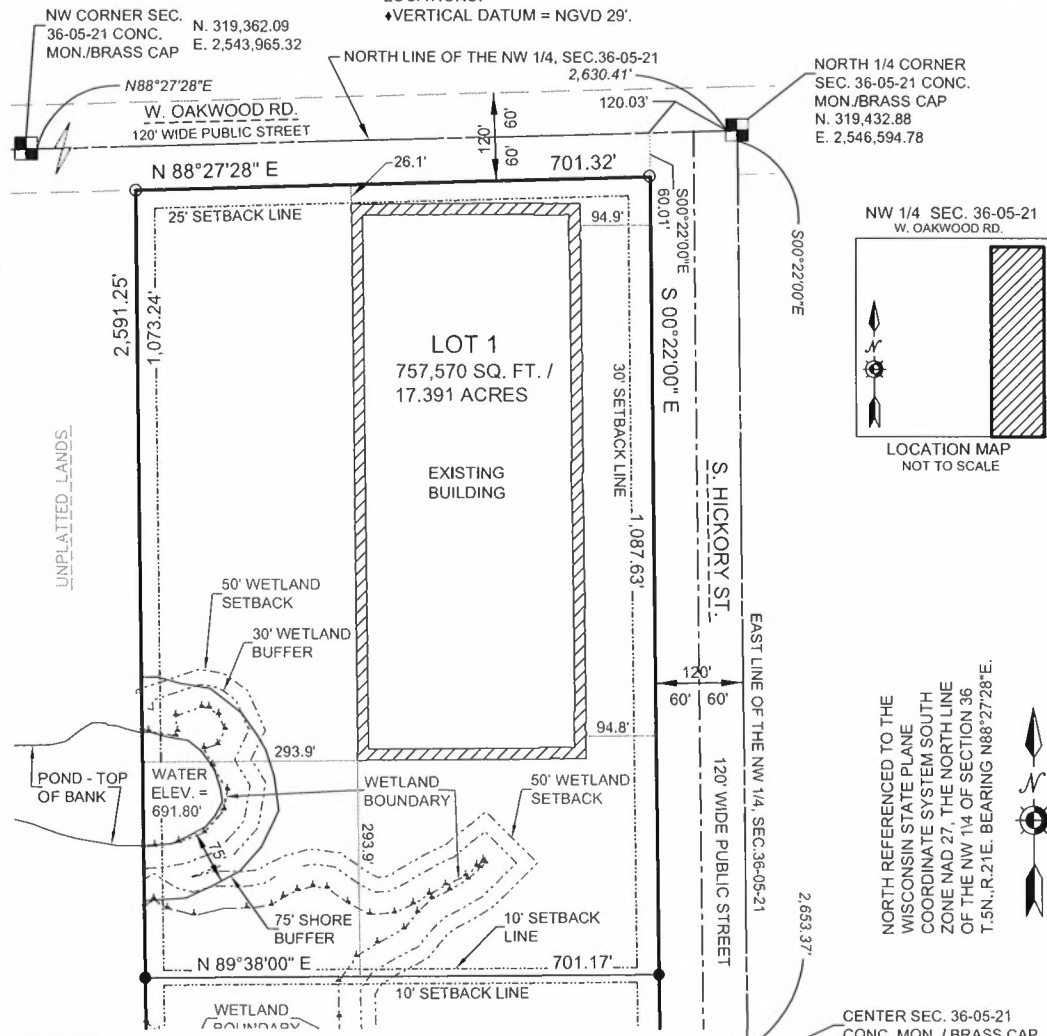 LOCATIONS.
♦VERTICAL DATUM = NGVD 29'.
NW CORNER SEC.
36-05-21 CONC.
MON./BRASS CAP
N. 319,362.09
E. 2,543,965.32
NORTH LINE OF THE NW 1/4, SEC.36-05-21
2,630.41'
NORTH 1/4 CORNER
SEC. 36-05-21 CONC.
MON./BRASS CAP
N. 319,432.88
E. 2,546,594.78
N88°27'28"E
W. OAKWOOD RD.
120' WIDE PUBLIC STREET
120.03'
120'
60'
60'
N 88°27'28" E
26.1'
701.32'
25' SETBACK LINE
94.9'
S00°22'00"E
60.01'
S00°22'00"E
NW 1/4 SEC. 36-05-21
W. OAKWOOD RD.
N
LOCATION MAP
NOT TO SCALE
2,591.25'
1,073.24'
LOT 1
757,570 SQ. FT. /
17.391 ACRES
EXISTING
BUILDING
30' SETBACK LINE
1,087.63'
S 00°22'00" E
S. HICKORY ST.
UNPLATTED LANDS
50' WETLAND
SETBACK
30' WETLAND
BUFFER
EAST LINE OF THE NW 1/4, SEC.36-05-21
120'
60'
60'
120' WIDE PUBLIC STREET
293.9'
94.8'
POND - TOP
OF BANK
WATER
ELEV. =
691.80'
WETLAND
BOUNDARY
50' WETLAND
SETBACK
75'
293.9'
75' SHORE
BUFFER
10' SETBACK
LINE
N 89°38'00" E
701.17'
10' SETBACK LINE
WETLAND
BOUNDARY
2,653.37'
NORTH REFERENCED TO THE
WISCONSIN STATE PLANE
COORDINATE SYSTEM SOUTH
ZONE NAD 27, THE NORTH LINE
OF THE NW 1\4 OF SECTION 36
T.5N.,R.21E. BEARING N88°27'28"E.
N
CENTER SEC. 36-05-21
CONC. MON. / BRASS CAP